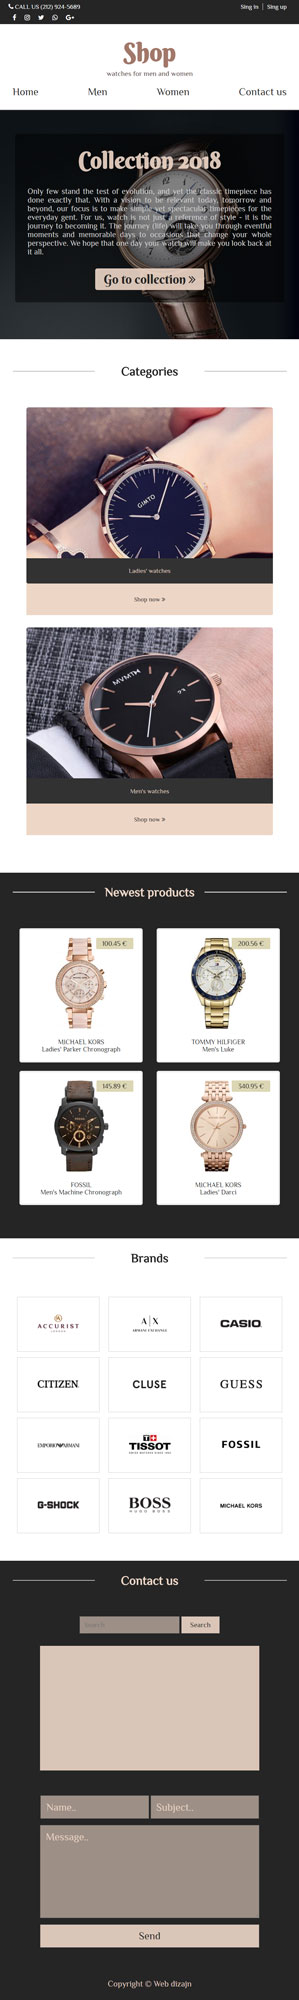 CALL US (212) 924-5689
Sing in | Sing up
Shop
watches for men and women
Home Men Women Contact us
Collection 2018
Only few stand the test of evolution, and yet the classic timepiece has
done exactly that. With a vision to be relevant today, tomorrow and
beyond, our focus is to make simple yet spectacular timepieces for the
everyday gent. For us, watch is not just a reference of style - it is the
journey to becoming it. The journey (life) will take you through eventful
moments and memorable days to occasions that change your whole
perspective. We hope that one day your watch will make you look back at
it all.
Go to collection »
Categories
GIMTO
Ladies' watches
Shop now »
MVMTH
Men's watches
Shop now »
Newest products
100.45 €
MICHAEL KORS
Ladies' Parker Chronograph
200.56 €
TOMMY HILFIGER
Men's Luke
145.89 €
FOSSIL
Men's Machine Chronograph
340.95 €
MICHAEL KORS
Ladies' Darci
Brands
ACCURIST
LONDON
A|X
ARMANI EXCHANGE
CASIO
CITIZEN
CLUSE
GUESS
EMPORIO ARMANI
TISSOT
FOSSIL
G-SHOCK
BOSS
HUGO BOSS
MICHAEL KORS
Contact us
Search
Search
Name..
Subject..
Message..
Send
Copyright © Web dizajn